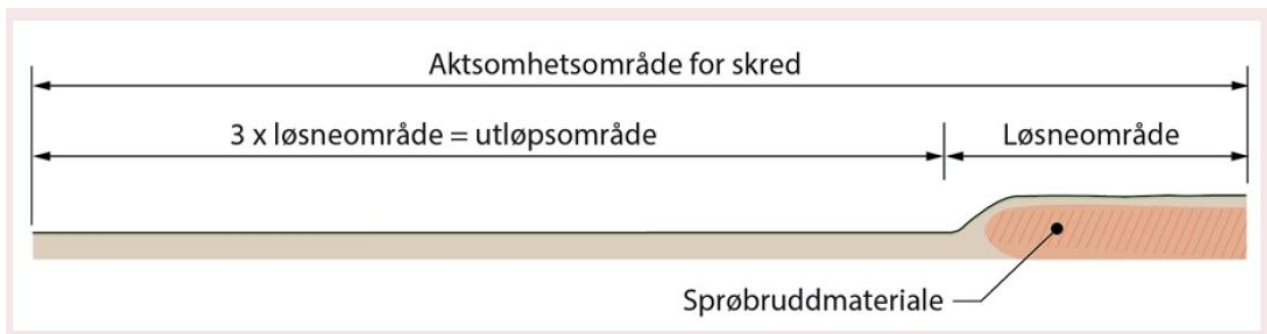 Aktsomhetsområde for skred
3 x løsneområde = utløpsområde
Løsneområde
Sprøbruddmateriale